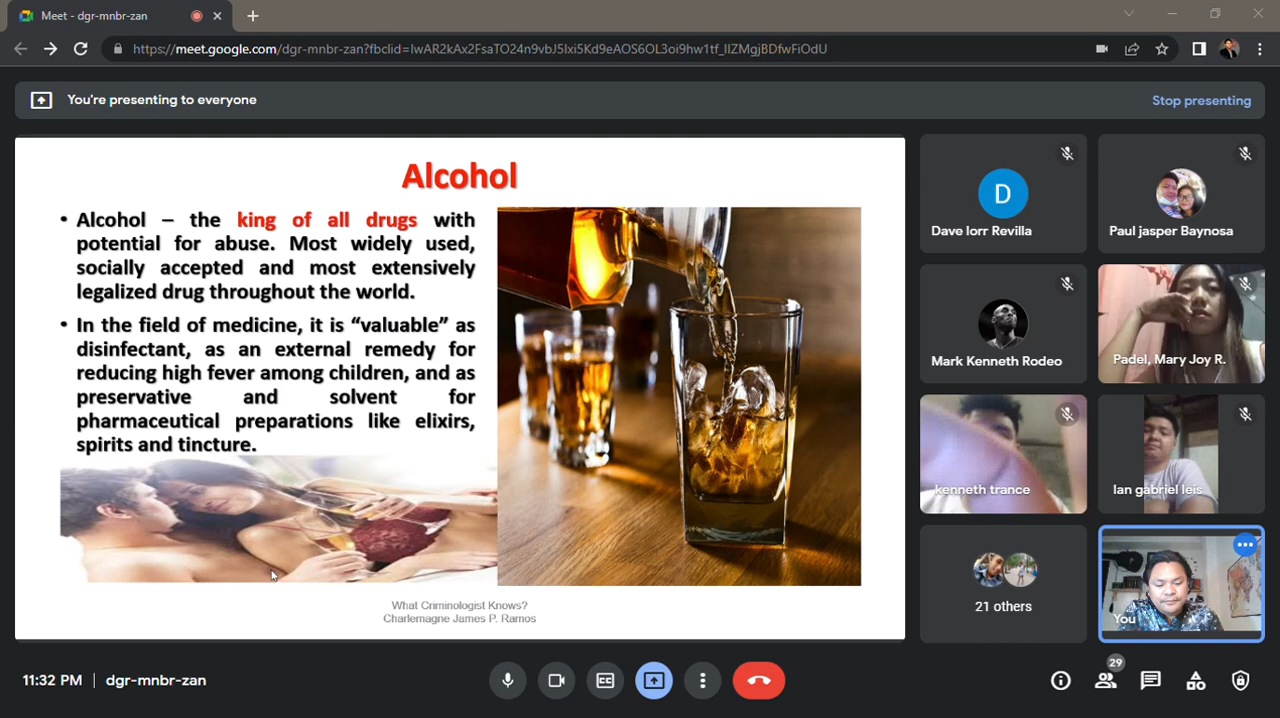 Meet - dgr-mnbr-zan
https://meet.google.com/dgr-mnbr-zan?fbclid=IwAR2kAx2FsaTO24n9vbJ5lxi5Kd9eAOS6OL3oi9hw1tf_lIZMgjBDfwFiOdU
You're presenting to everyone
Stop presenting
Alcohol
• Alcohol – the king of all drugs with
potential for abuse. Most widely used,
socially accepted and most extensively
legalized drug throughout the world.
• In the field of medicine, it is “valuable” as
disinfectant, as an external remedy for
reducing high fever among children, and as
preservative and solvent for
pharmaceutical preparations like elixirs,
spirits and tincture.
What Criminologist Knows?
Charlemagne James P. Ramos
D
Dave lorr Revilla
Paul jasper Baynosa
Mark Kenneth Rodeo
Padel, Mary Joy R.
kenneth trance
Ian gabriel leis
21 others
You
11:32 PM
dgr-mnbr-zan
29